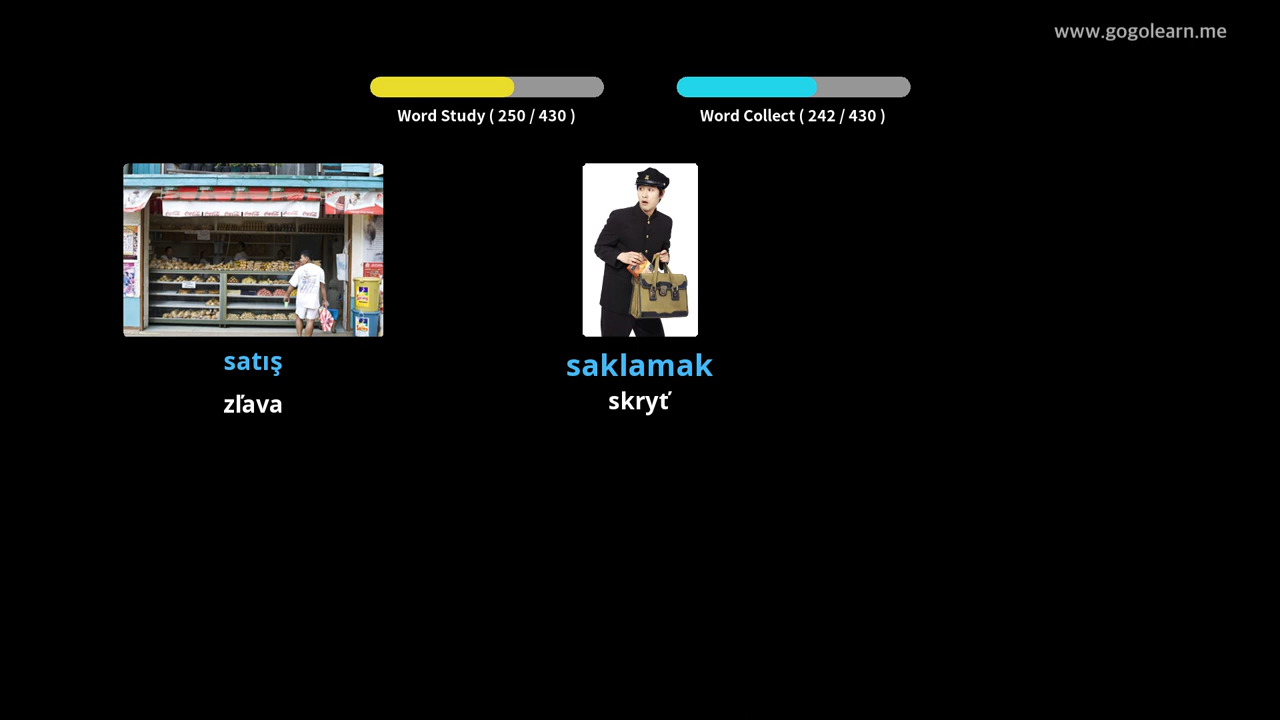 www.gogolearn.me
Word Study ( 250 / 430 )
Word Collect ( 242 / 430 )
satış
zľava
saklamak
skryť